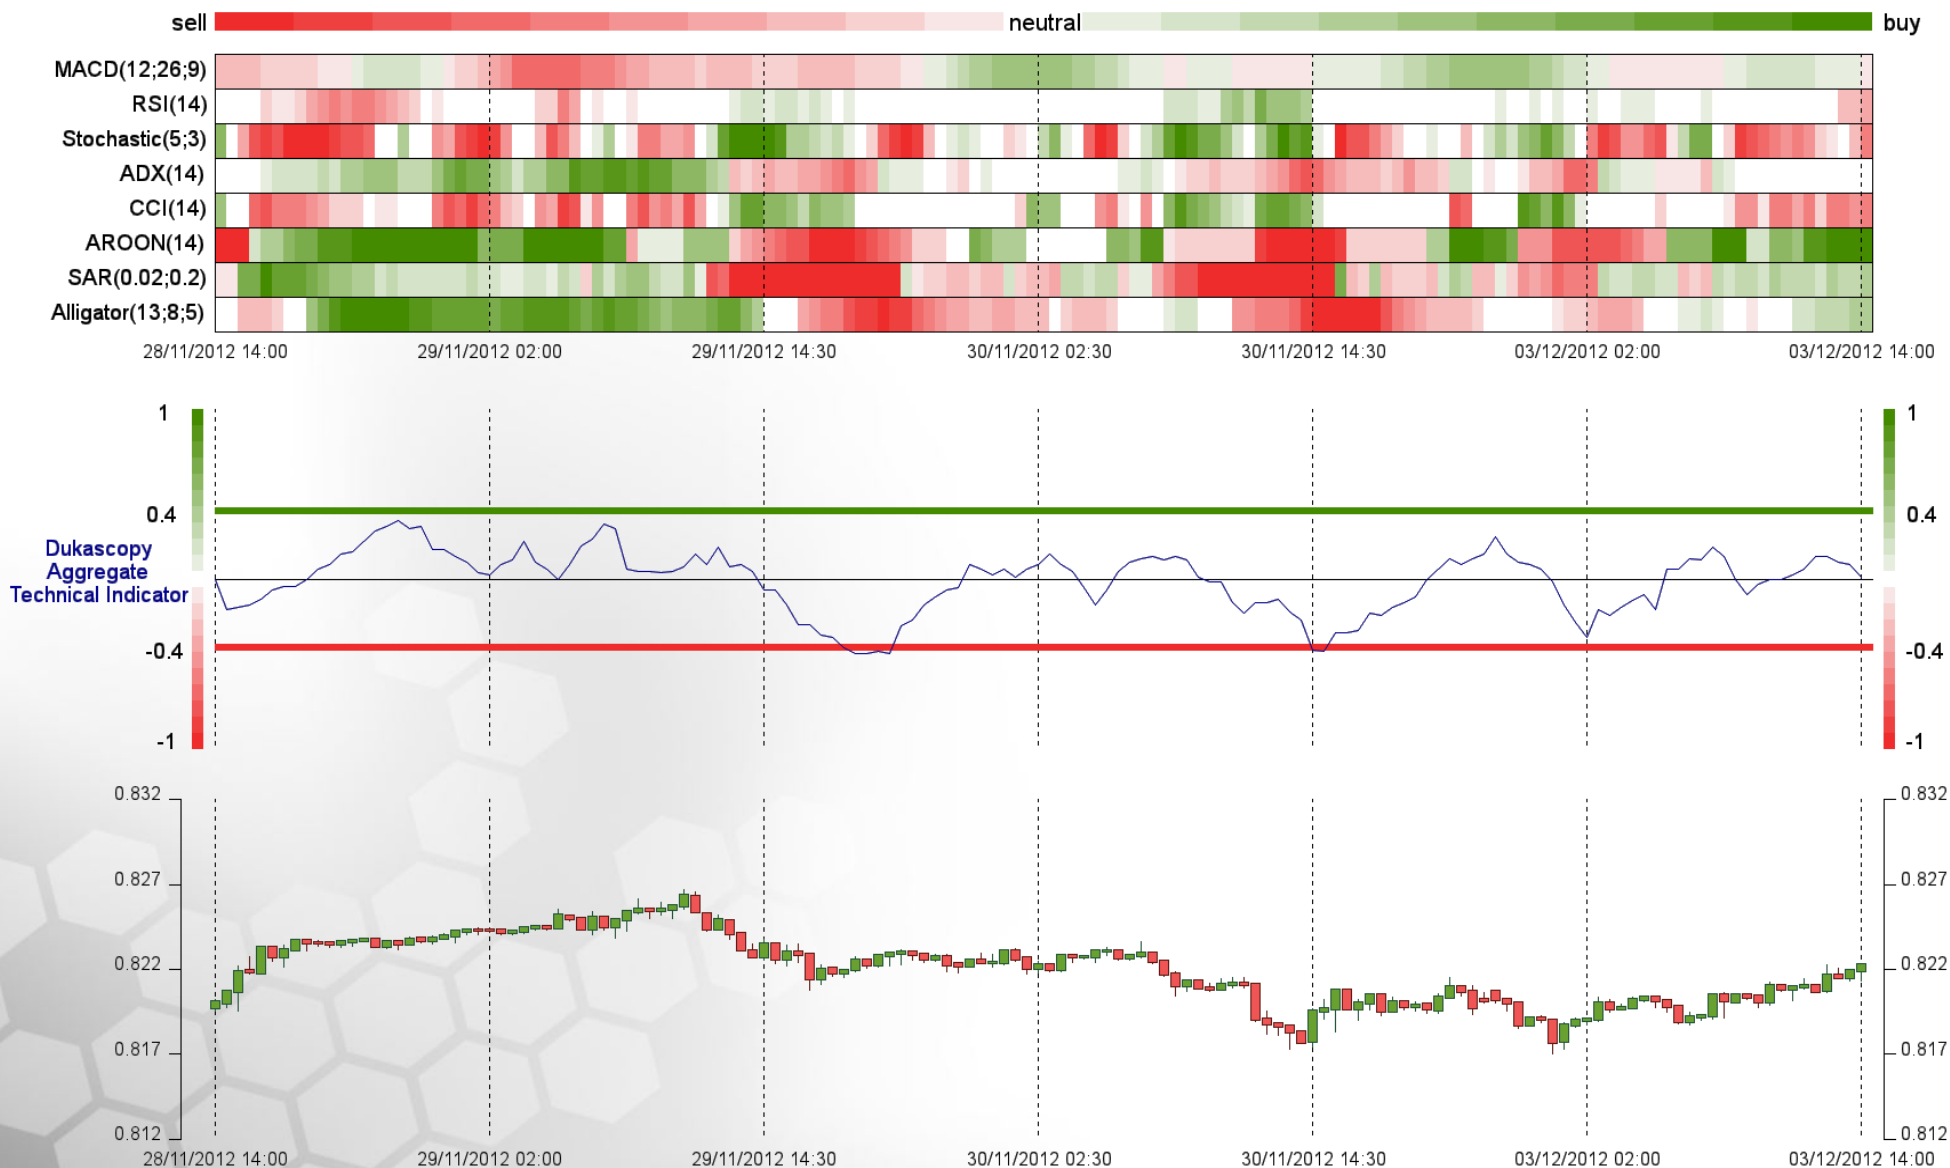 sell neutral buy
MACD(12;26;9)
RSI(14)
Stochastic(5;3)
ADX(14)
CCI(14)
AROON(14)
SAR(0.02;0.2)
Alligator(13;8;5)
28/11/2012 14:00 29/11/2012 02:00 29/11/2012 14:30 30/11/2012 02:30 30/11/2012 14:30 03/12/2012 02:00 03/12/2012 14:00
1 1
0.4 0.4
Dukascopy
Aggregate
Technical Indicator
-0.4 -0.4
-1 -1
0.832 0.832
0.827 0.827
0.822 0.822
0.817 0.817
0.812 0.812
28/11/2012 14:00 29/11/2012 02:00 29/11/2012 14:30 30/11/2012 02:30 30/11/2012 14:30 03/12/2012 02:00 03/12/2012 14:00